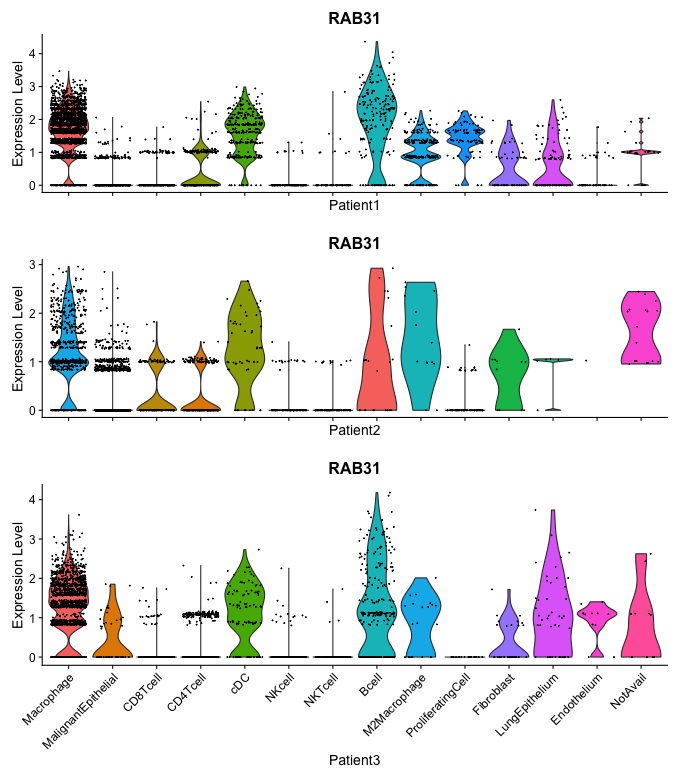 RAB31
Expression Level
4
3
2
1
0
Patient1
RAB31
Expression Level
3
2
1
0
Patient2
RAB31
Expression Level
4
3
2
1
0
Macrophage
MalignantEpithelial
CD8Tcell
CD4Tcell
cDC
NKcell
NKTcell
Bcell
M2Macrophage
ProliferatingCell
Fibroblast
LungEpithelium
Endothelium
NotAvail
Patient3